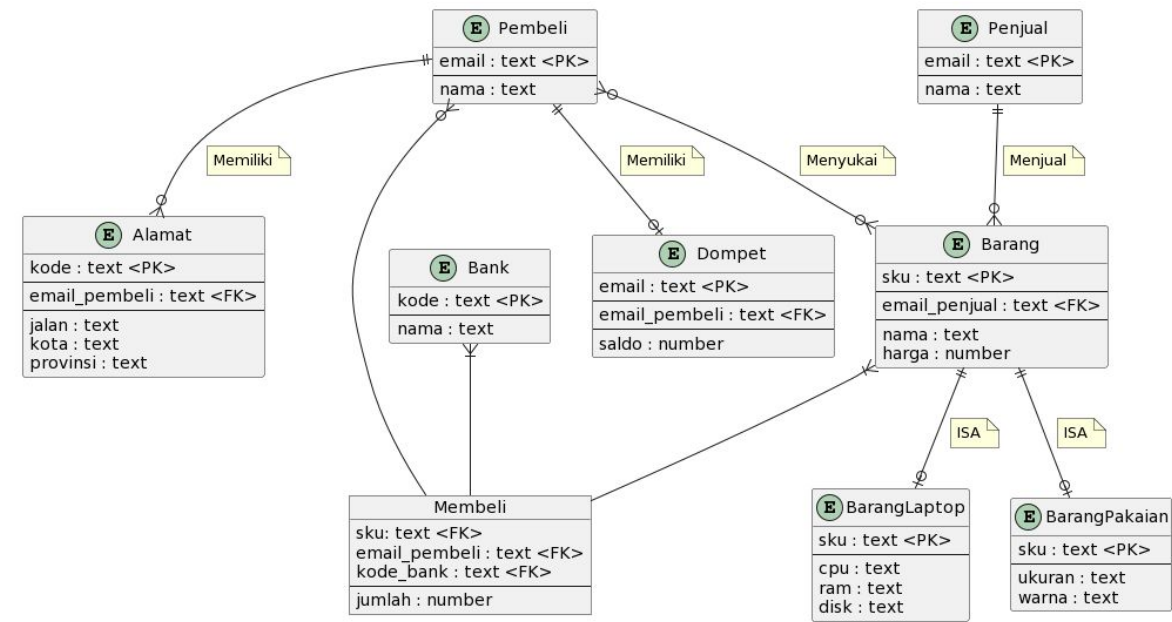 E Pembeli
email : text <PK>
nama : text
E Penjual
email : text <PK>
nama : text
Memiliki
Memiliki
Menyukai
Menjual
E Alamat
kode : text <PK>
email_pembeli : text <FK>
jalan : text
kota : text
provinsi : text
E Bank
kode : text <PK>
nama : text
E Dompet
email : text <PK>
email_pembeli : text <FK>
saldo : number
E Barang
sku : text <PK>
email_penjual : text <FK>
nama : text
harga : number
ISA
ISA
Membeli
sku: text <FK>
email_pembeli : text <FK>
kode_bank : text <FK>
jumlah : number
E BarangLaptop
sku : text <PK>
cpu : text
ram : text
disk : text
E BarangPakaian
sku : text <PK>
ukuran : text
warna : text